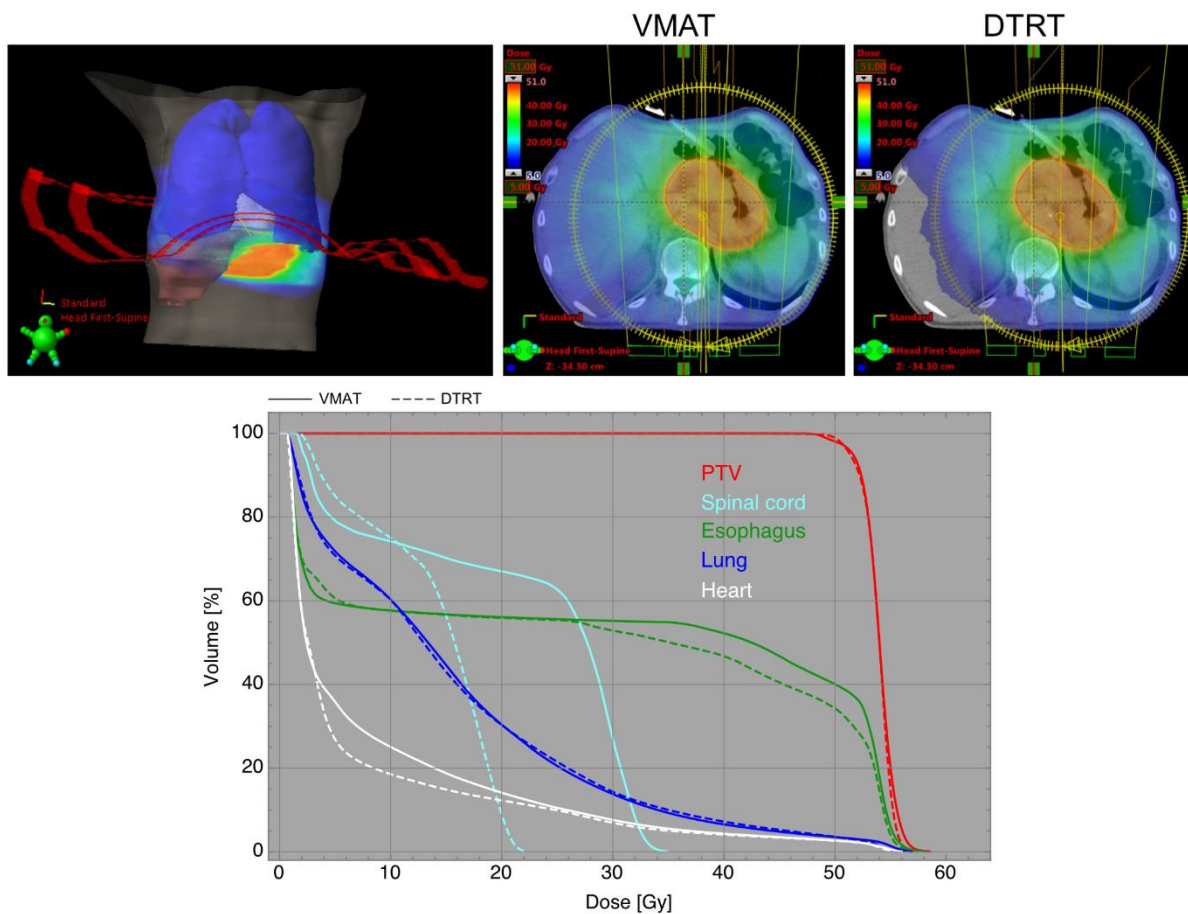 VMAT
DTRT
Standard
Head First-Supine
Dose
51.00 Gy
51.0
40.00 Gy
30.00 Gy
20.00 Gy
5.0
5.00 Gy
Standard
Head First-Supine
Z: -34.30 cm
Dose
51.00 Gy
51.0
40.00 Gy
30.00 Gy
20.00 Gy
5.0
5.00 Gy
Standard
Head First-Supine
Z: -34.30 cm
VMAT DTRT
100
80
60
40
20
0
Volume [%]
PTV
Spinal cord
Esophagus
Lung
Heart
0 10 20 30 40 50 60
Dose [Gy]